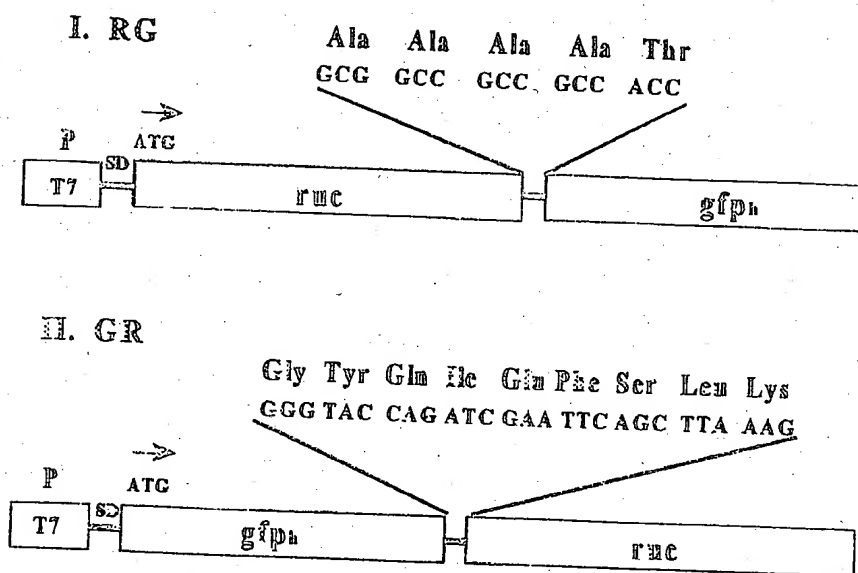 I. RG
Ala Ala Ala Ala Thr
GCG GCC GCC GCC ACC
P SD ATG
T7 ruc gfph
II. GR
Gly Tyr Gln Ile Glu Phe Ser Leu Lys
GGG TAC CAG ATC GAA TTC AGC TTA AAG
P SD ATG
T7 gfph ruc